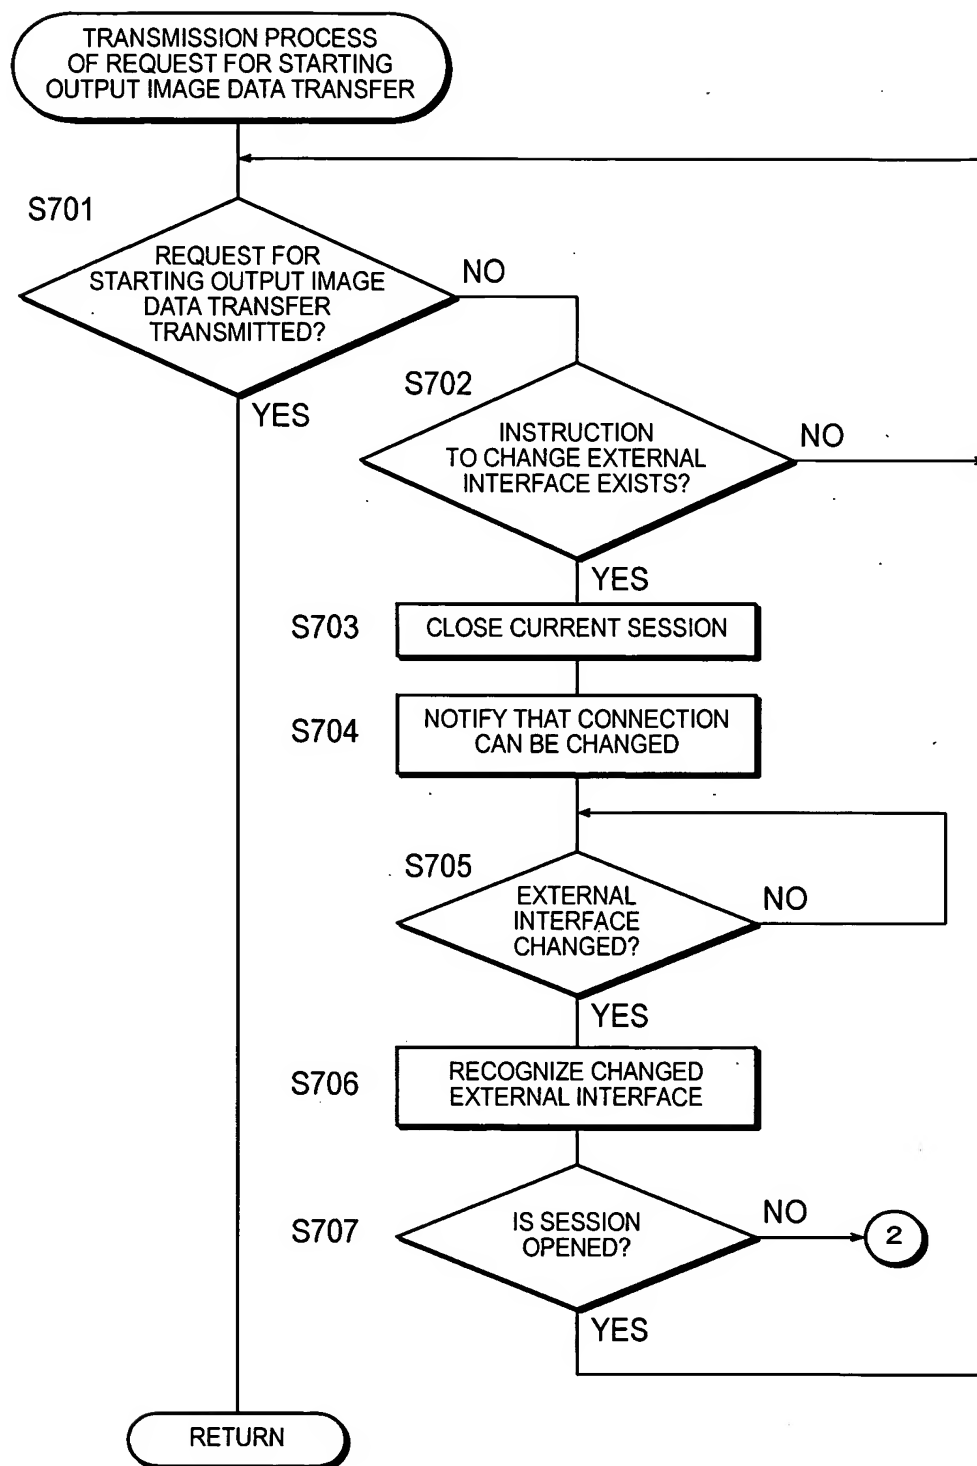 TRANSMISSION PROCESS
OF REQUEST FOR STARTING
OUTPUT IMAGE DATA TRANSFER
S701
REQUEST FOR
STARTING OUTPUT IMAGE
DATA TRANSFER
TRANSMITTED?
NO
YES
S702
INSTRUCTION
TO CHANGE EXTERNAL
INTERFACE EXISTS?
NO
YES
S703
CLOSE CURRENT SESSION
S704
NOTIFY THAT CONNECTION
CAN BE CHANGED
S705
EXTERNAL
INTERFACE
CHANGED?
NO
YES
S706
RECOGNIZE CHANGED
EXTERNAL INTERFACE
S707
IS SESSION
OPENED?
NO
2
YES
RETURN